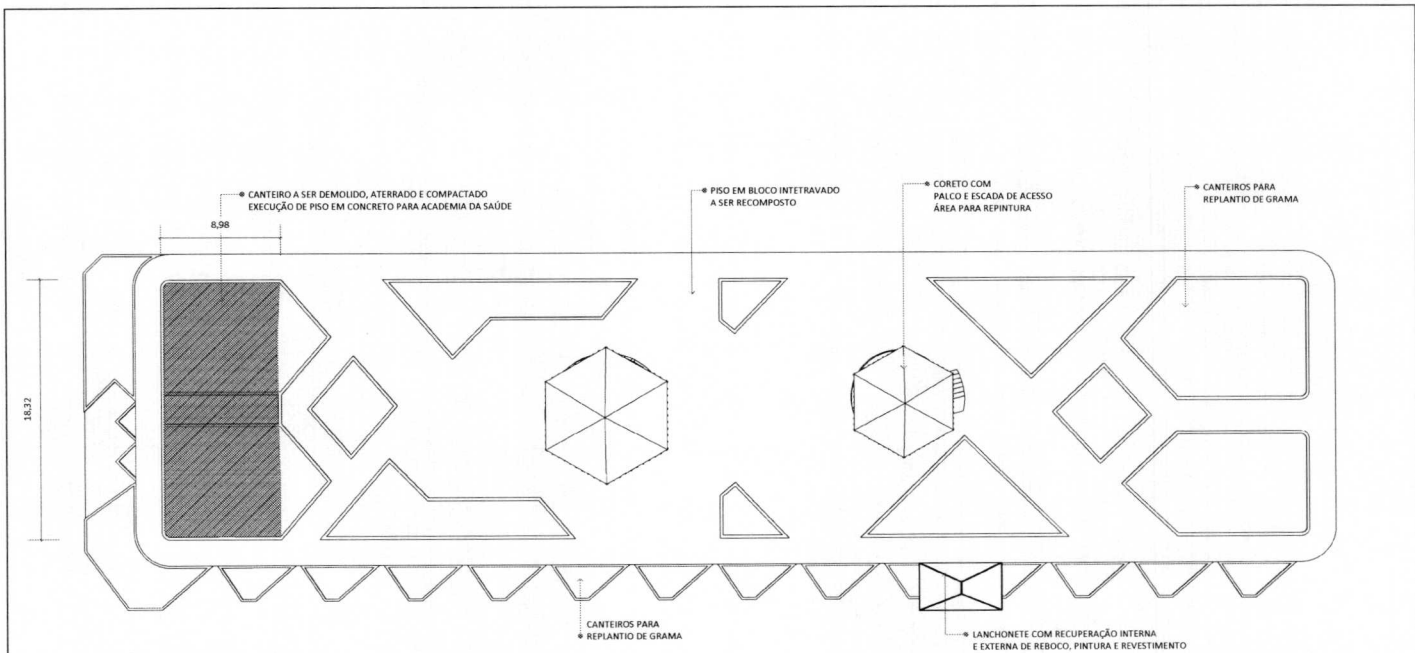 CANTEIRO A SER DEMOLIDO, ATERRADO E COMPACTADO
EXECUÇÃO DE PISO EM CONCRETO PARA ACADEMIA DA SAÚDE
PISO EM BLOCO INTETRAVADO
A SER RECOMPOSTO
CORETO COM
PALCO E ESCADA DE ACESSO
ÁREA PARA REPINTURA
CANTEIROS PARA
REPLANTIO DE GRAMA
8,98
18,32
CANTEIROS PARA
REPLANTIO DE GRAMA
LANCHONETE COM RECUPERAÇÃO INTERNA
E EXTERNA DE REBOCO, PINTURA E REVESTIMENTO